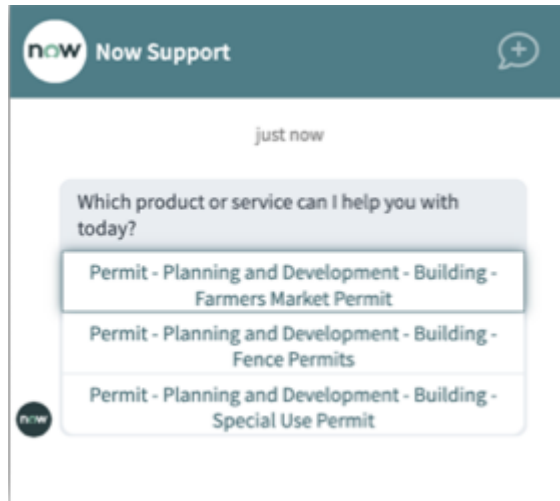 now Now Support
just now
Which product or service can I help you with
today?
Permit - Planning and Development - Building -
Farmers Market Permit
Permit - Planning and Development - Building -
Fence Permits
Permit - Planning and Development - Building -
Special Use Permit
now